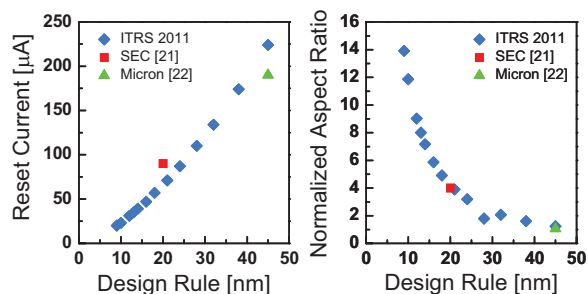 Reset Current [µA]
250
200
150
100
50
0
ITRS 2011
SEC [21]
Micron [22]
0 10 20 30 40 50
Design Rule [nm]
Normalized Aspect Ratio
16
14
12
10
8
6
4
2
0
ITRS 2011
SEC [21]
Micron [22]
0 10 20 30 40 50
Design Rule [nm]